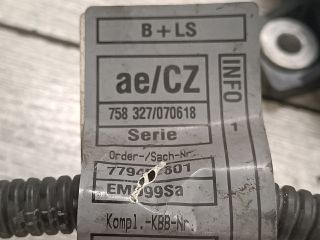 B+LS
ae/CZ
758 327/070618
Serie
INFO 1
Order-/Sach-Nr.
Kompl.-KBB-Nr.